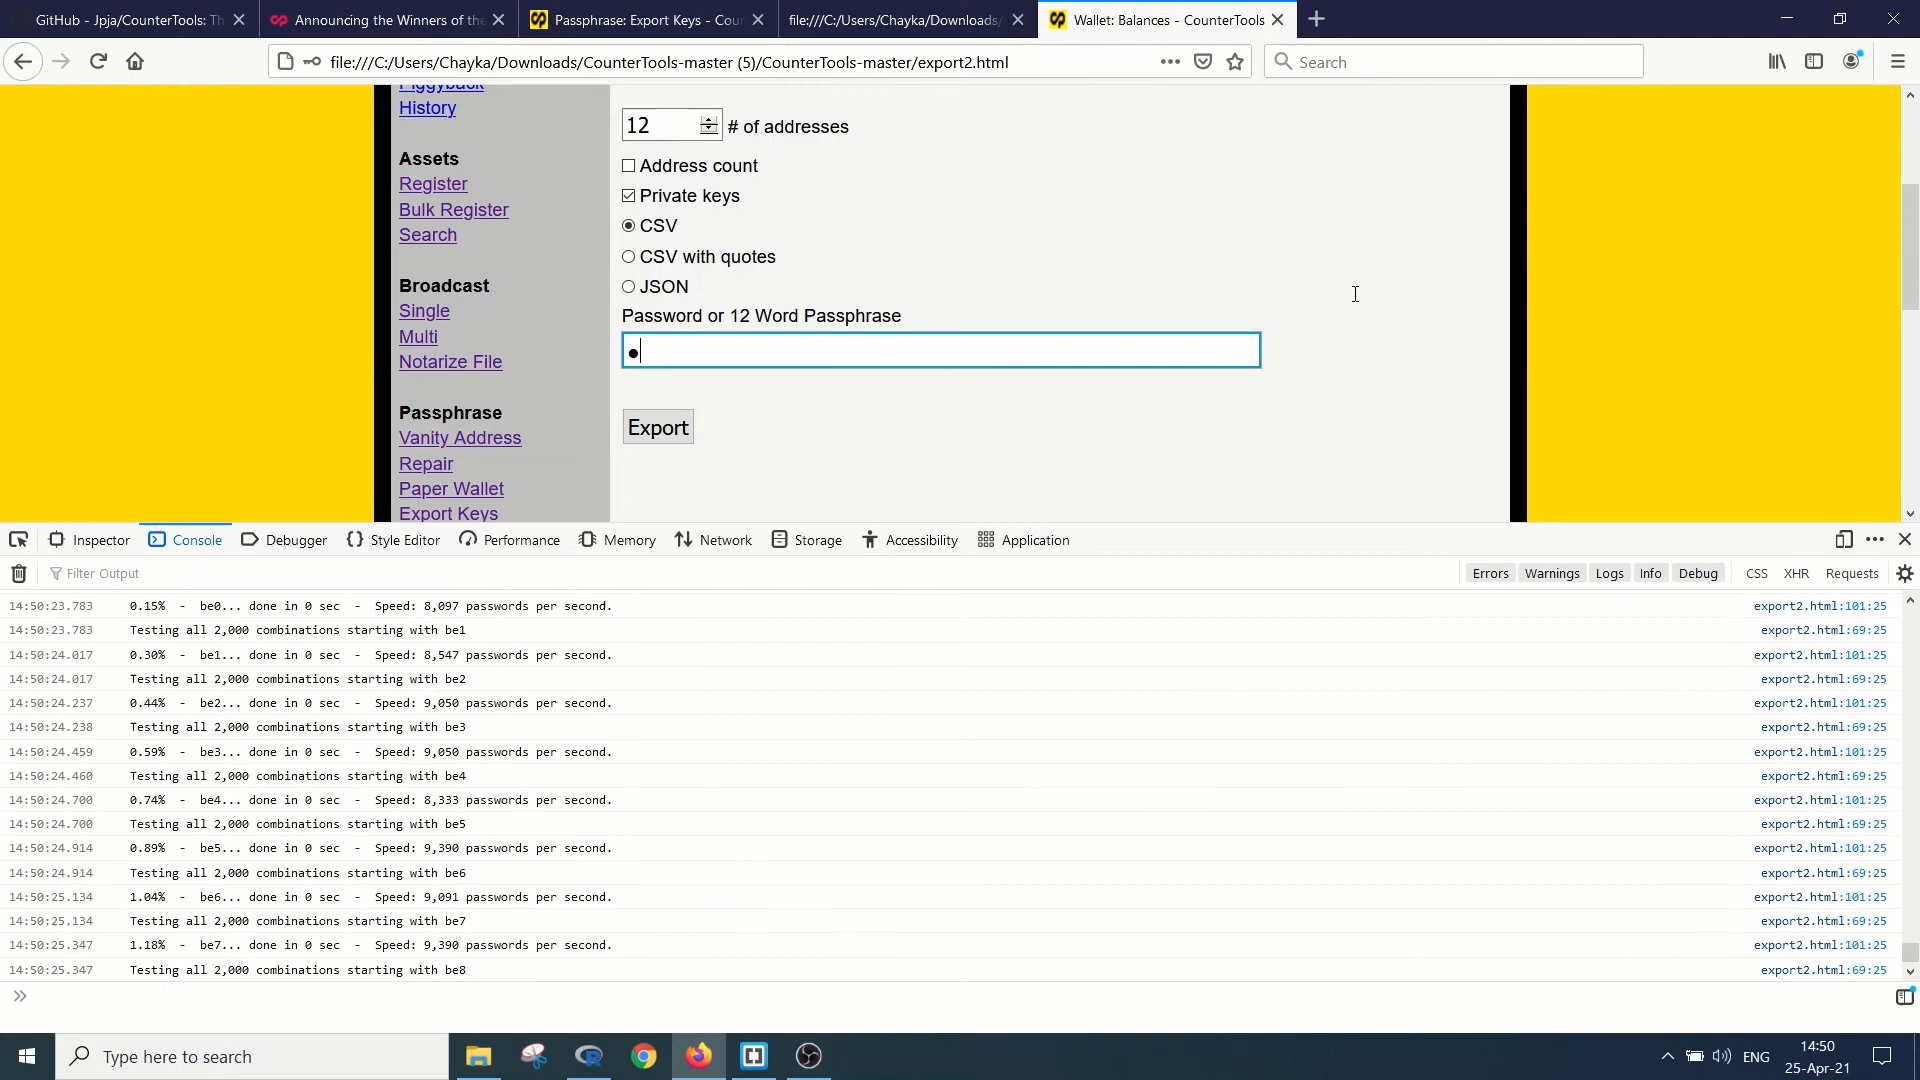 GitHub - Jpja/CounterTools: Th
Announcing the Winners of the
Passphrase: Export Keys - Cou
file:///C:/Users/Chayka/Downloads/
Wallet: Balances - CounterTools
file:///C:/Users/Chayka/Downloads/CounterTools-master (5)/CounterTools-master/export2.html
Search
Piggyback
History
Assets
Register
Bulk Register
Search
Broadcast
Single
Multi
Notarize File
Passphrase
Vanity Address
Repair
Paper Wallet
Export Keys
12 # of addresses
Address count
Private keys
CSV
CSV with quotes
JSON
Password or 12 Word Passphrase
Export
Inspector Console Debugger Style Editor Performance Memory Network Storage Accessibility Application
Filter Output Errors Warnings Logs Info Debug CSS XHR Requests
14:50:23.783 0.15% - be0... done in 0 sec - Speed: 8,097 passwords per second. export2.html:101:25
14:50:23.783 Testing all 2,000 combinations starting with be1 export2.html:69:25
14:50:24.017 0.30% - be1... done in 0 sec - Speed: 8,547 passwords per second. export2.html:101:25
14:50:24.017 Testing all 2,000 combinations starting with be2 export2.html:69:25
14:50:24.237 0.44% - be2... done in 0 sec - Speed: 9,050 passwords per second. export2.html:101:25
14:50:24.238 Testing all 2,000 combinations starting with be3 export2.html:69:25
14:50:24.459 0.59% - be3... done in 0 sec - Speed: 9,050 passwords per second. export2.html:101:25
14:50:24.460 Testing all 2,000 combinations starting with be4 export2.html:69:25
14:50:24.700 0.74% - be4... done in 0 sec - Speed: 8,333 passwords per second. export2.html:101:25
14:50:24.700 Testing all 2,000 combinations starting with be5 export2.html:69:25
14:50:24.914 0.89% - be5... done in 0 sec - Speed: 9,390 passwords per second. export2.html:101:25
14:50:24.914 Testing all 2,000 combinations starting with be6 export2.html:69:25
14:50:25.134 1.04% - be6... done in 0 sec - Speed: 9,091 passwords per second. export2.html:101:25
14:50:25.134 Testing all 2,000 combinations starting with be7 export2.html:69:25
14:50:25.347 1.18% - be7... done in 0 sec - Speed: 9,390 passwords per second. export2.html:101:25
14:50:25.347 Testing all 2,000 combinations starting with be8 export2.html:69:25
Type here to search
ENG
14:50
25-Apr-21